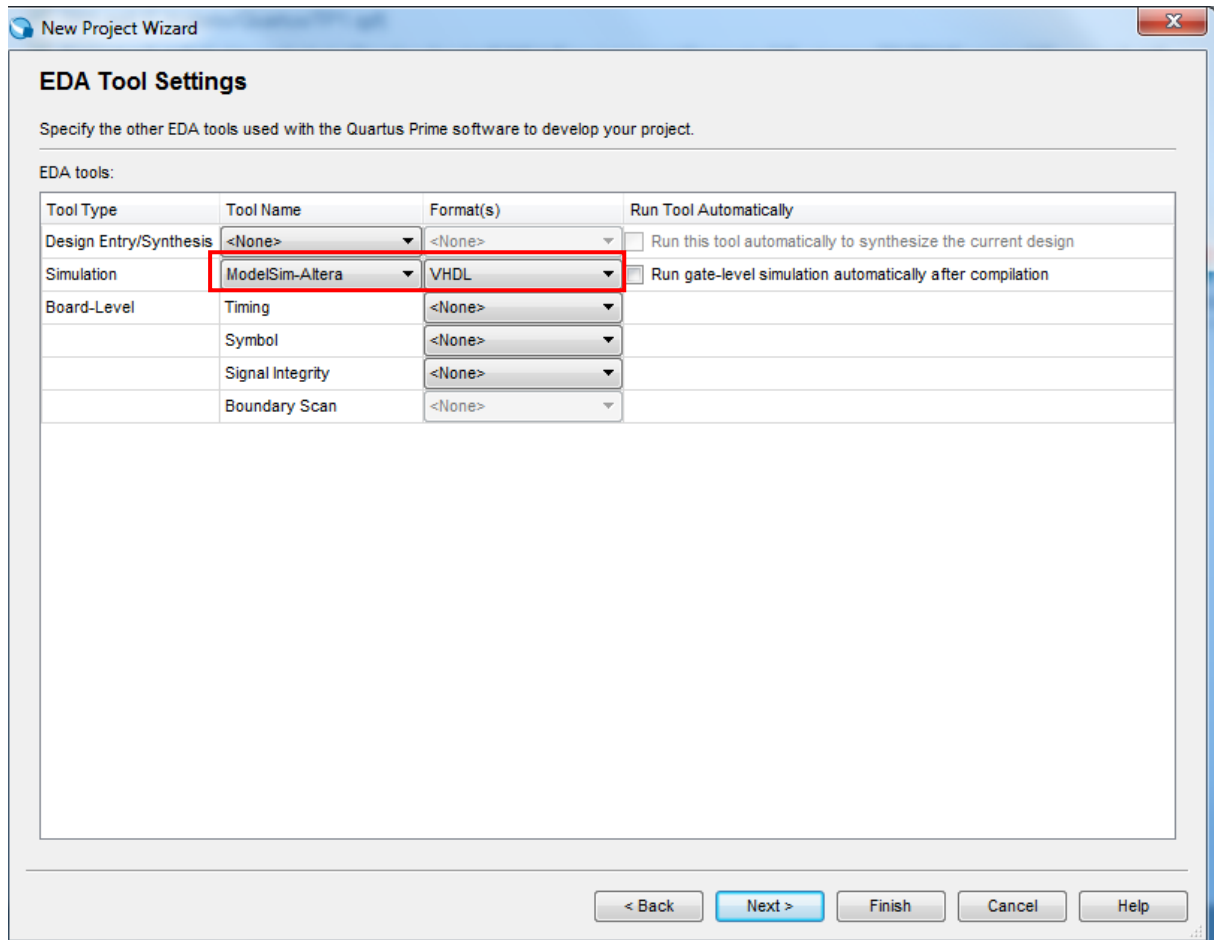 New Project Wizard
EDA Tool Settings
Specify the other EDA tools used with the Quartus Prime software to develop your project.
EDA tools:
Tool Type Tool Name Format(s) Run Tool Automatically
Design Entry/Synthesis <None> <None> Run this tool automatically to synthesize the current design
Simulation ModelSim-Altera VHDL Run gate-level simulation automatically after compilation
Board-Level Timing <None>
Symbol <None>
Signal Integrity <None>
Boundary Scan <None>
< Back Next > Finish Cancel Help